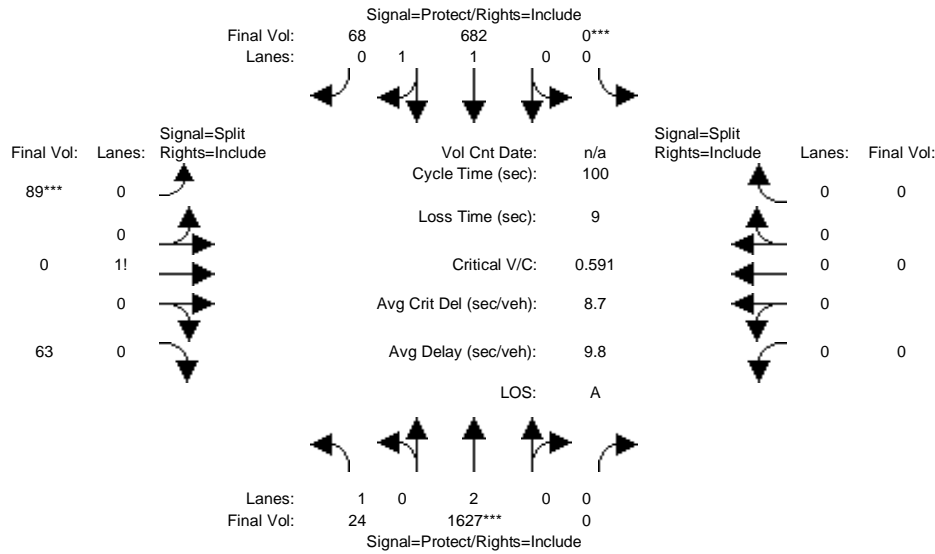 Signal=Protect/Rights=Include
Final Vol: 68 682 0***
Lanes: 0 1 1 0 0
Signal=Split
Final Vol: Lanes: Rights=Include
Vol Cnt Date: n/a
Signal=Split
Rights=Include Lanes: Final Vol:
Cycle Time (sec): 100
89*** 0
0 0
Loss Time (sec): 9
0
0
0 1!
Critical V/C: 0.591
0 0
0
Avg Crit Del (sec/veh): 8.7
0
63 0
Avg Delay (sec/veh): 9.8
0 0
LOS: A
Lanes: 1 0 2 0 0
Final Vol: 24 1627*** 0
Signal=Protect/Rights=Include